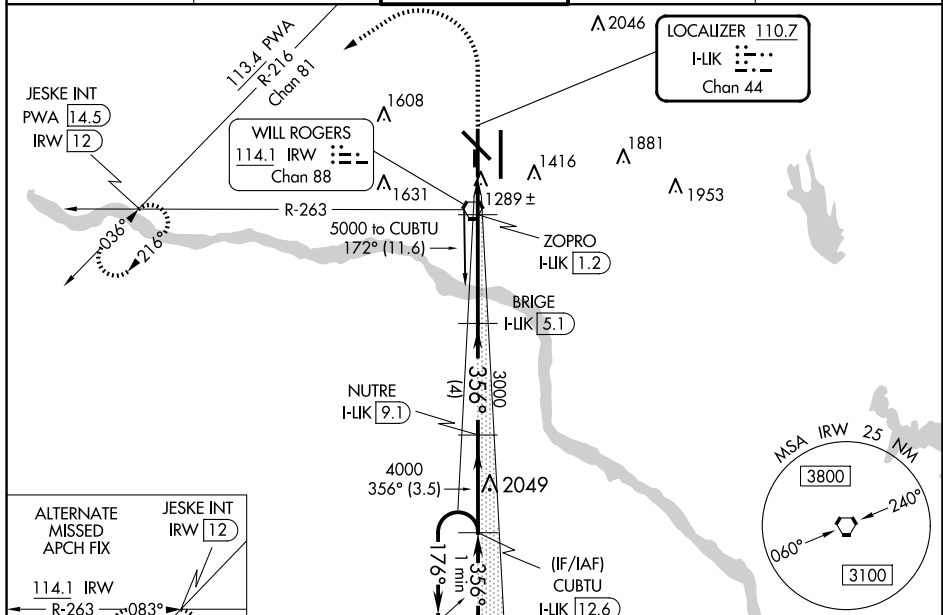 2046
LOCALIZER 110.7
I-LIK
Chan 44
113.4 PWA
R-216
Chan 81
JESKE INT
PWA 14.5
IRW 12
1608
WILL ROGERS
114.1 IRW
Chan 88
1416
1881
1631
1289 ±
1953
R-263
036°
216°
5000 to CUBTU
172° (11.6)
ZOPRO
I-LIK 1.2
BRIGE
I-LIK 5.1
356°
3000
(4)
NUTRE
I-LIK 9.1
4000
356° (3.5)
2049
MSA IRW 25 NM
3800
240°
060°
3100
ALTERNATE
MISSED
APCH FIX
JESKE INT
IRW 12
114.1 IRW
R-263
083°
176°
1 min
356°
(IF/IAF)
CUBTU
I-LIK 12.6